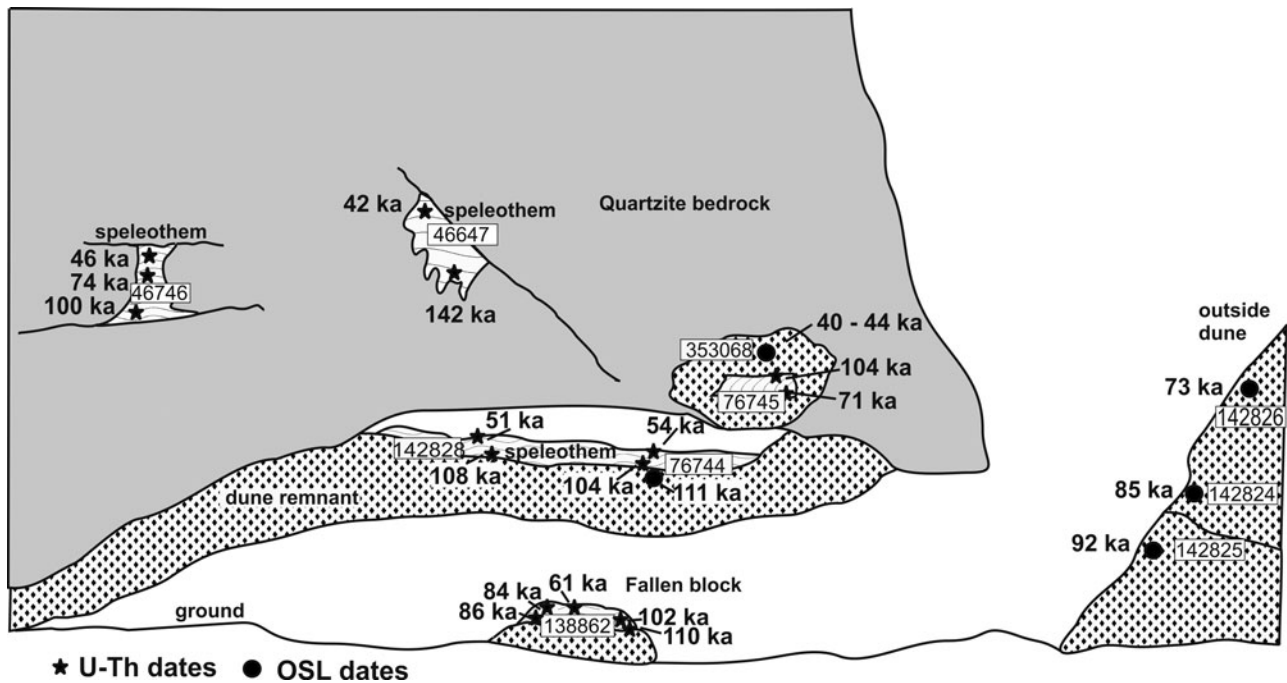 42 ka
speleothem
Quartzite bedrock
46647
142 ka
speleothem
46 ka
74 ka
46746
100 ka
40 - 44 ka
353068
104 ka
76745
71 ka
outside
dune
73 ka
142826
85 ka
142824
92 ka
142825
51 ka
54 ka
142828
speleothem
76744
108 ka
104 ka
111 ka
dune remnant
ground
84 ka
61 ka
Fallen block
86 ka
138862
102 ka
110 ka
U-Th dates
OSL dates